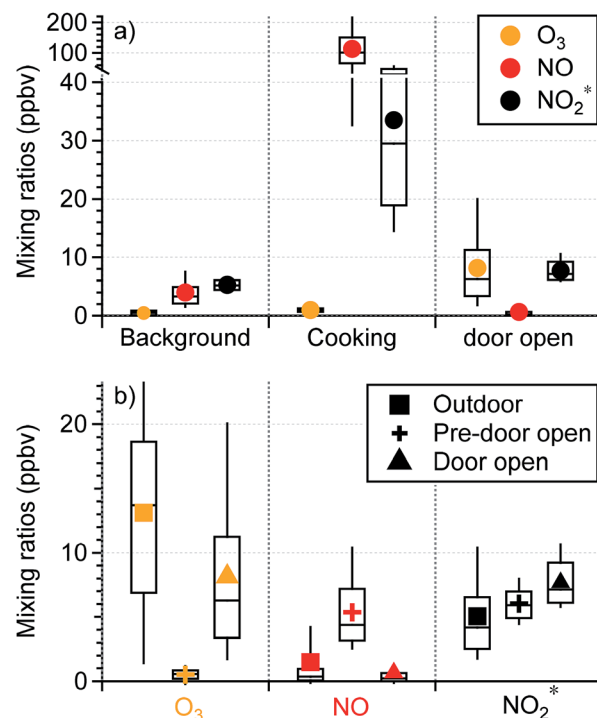 a)
O₃
NO
NO₂*
Mixing ratios (ppbv)
200
100
40
30
20
10
0
Background Cooking door open
b)
Outdoor
Pre-door open
Door open
Mixing ratios (ppbv)
20
10
0
O₃ NO NO₂*